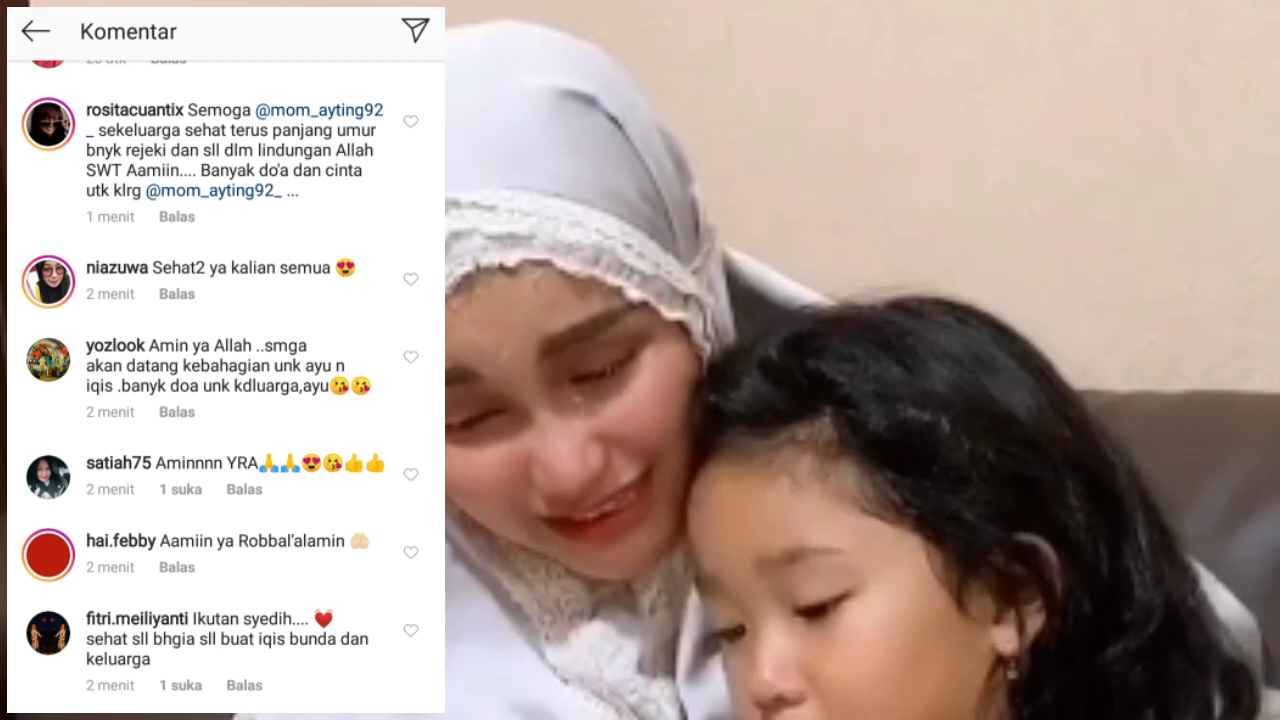 Komentar
rositacuantix Semoga @mom_ayting92
_ sekeluarga sehat terus panjang umur
bnyk rejeki dan sll dlm lindungan Allah
SWT Aamiin.... Banyak do'a dan cinta
utk klrg @mom_ayting92_ ...
1 menit Balas
niazuwa Sehat2 ya kalian semua 😍
2 menit Balas
yozlook Amin ya Allah ..smga
akan datang kebahagian unk ayu n
iqis .banyk doa unk kdluarga,ayu😘😘
2 menit Balas
satiah75 Aminnnn YRA🙏🙏😍😘👍👍
2 menit 1 suka Balas
hai.febby Aamiin ya Robbal'alamin 🤲🏻
2 menit Balas
fitri.meiliyanti Ikutan syedih.... 💓
sehat sll bhgia sll buat iqis bunda dan
keluarga
2 menit 1 suka Balas